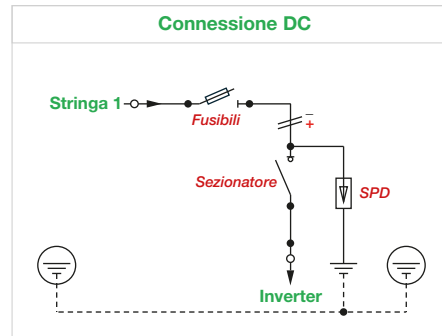 Connessione DC
Stringa 1
Fusibili
−
+
Sezionatore
SPD
Inverter